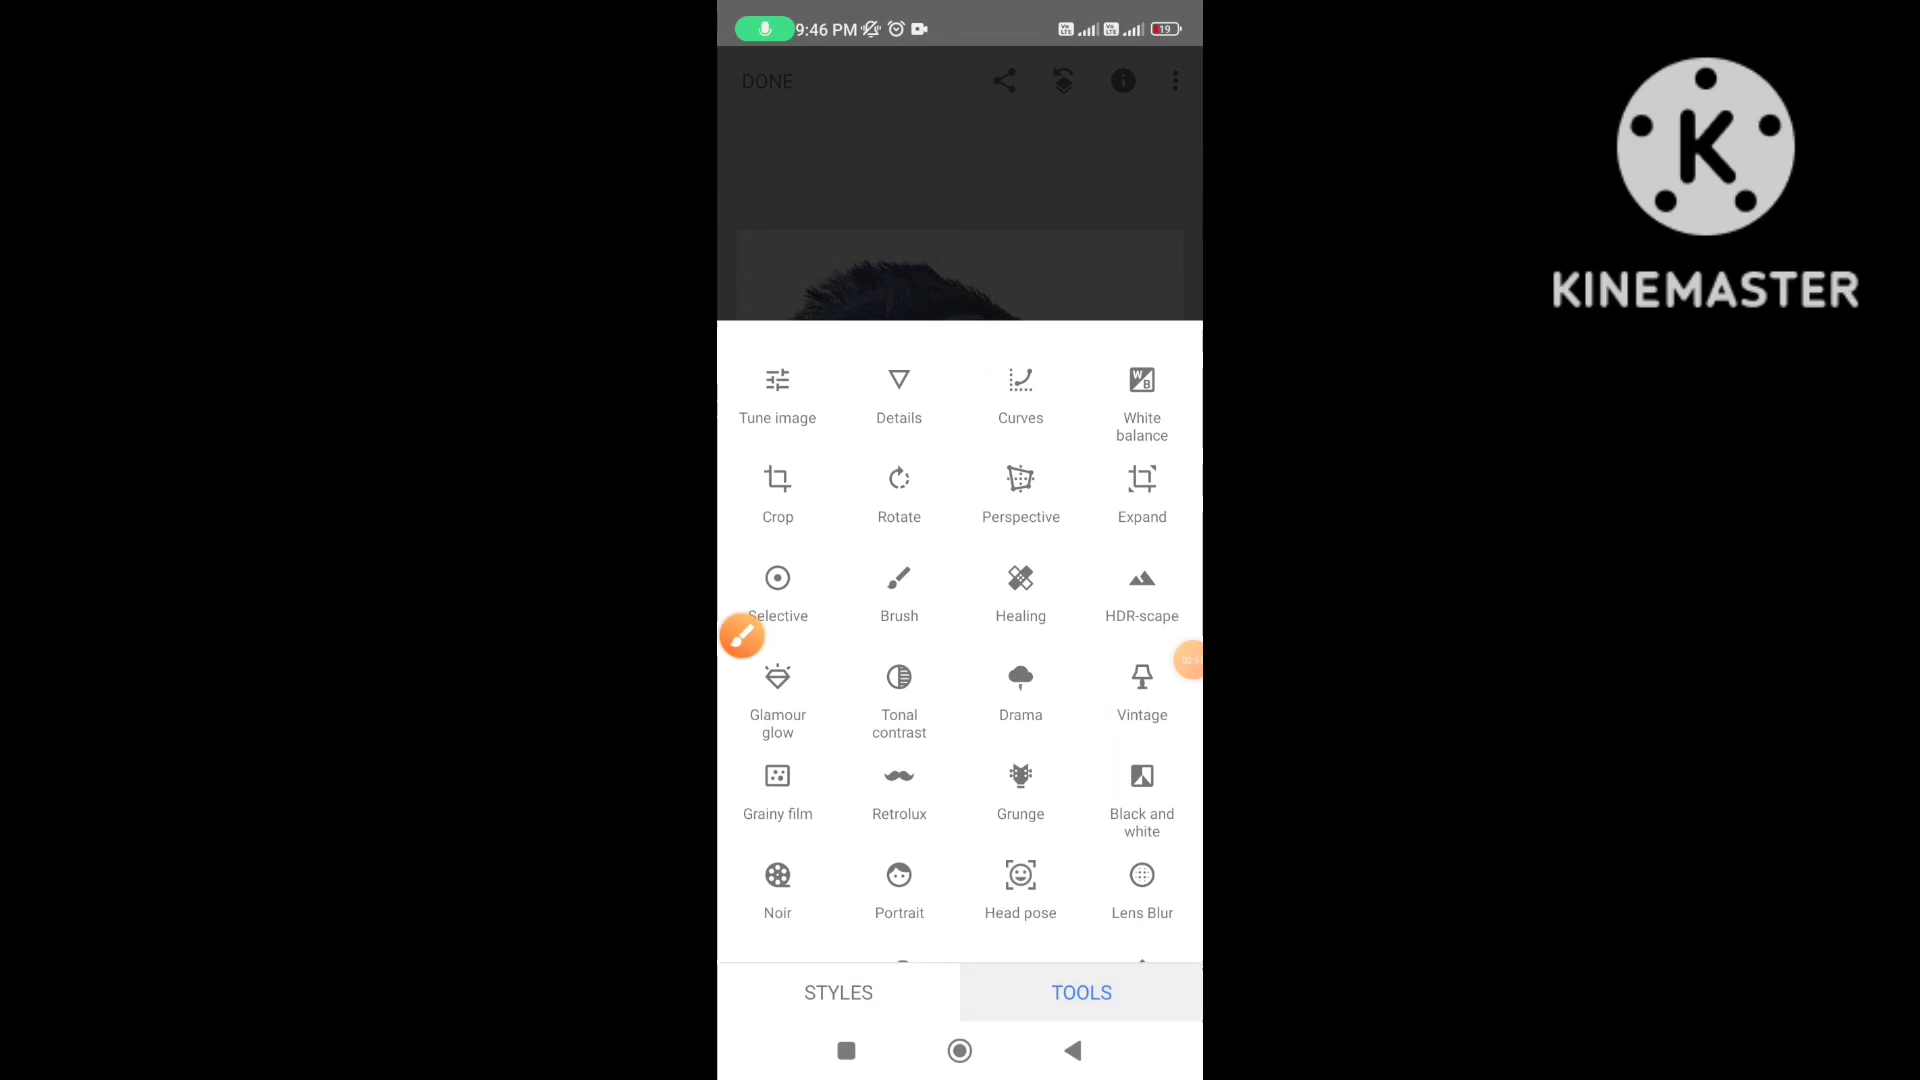 9:46 PM
19
DONE
K
KINEMASTER
Tune image
Details
Curves
W
B
White
balance
Crop
Rotate
Perspective
Expand
Selective
Brush
Healing
HDR-scape
Glamour
glow
Tonal
contrast
Drama
Vintage
Grainy film
Retrolux
Grunge
Black and
white
Noir
Portrait
Head pose
Lens Blur
STYLES
TOOLS